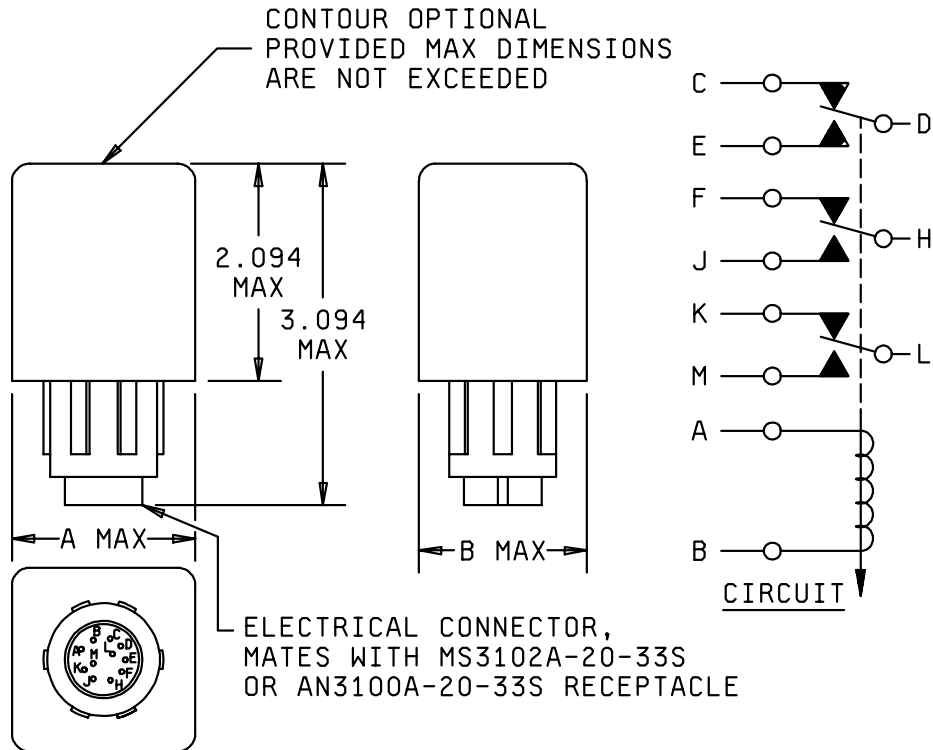 CONTOUR OPTIONAL
PROVIDED MAX DIMENSIONS
ARE NOT EXCEEDED
C
D
E
F
H
J
K
L
M
A
B
CIRCUIT
2.094
MAX
3.094
MAX
A MAX
B MAX
B
C
D
A
L
M
E
K
F
J
H
ELECTRICAL CONNECTOR,
MATES WITH MS3102A-20-33S
OR AN3100A-20-33S RECEPTACLE